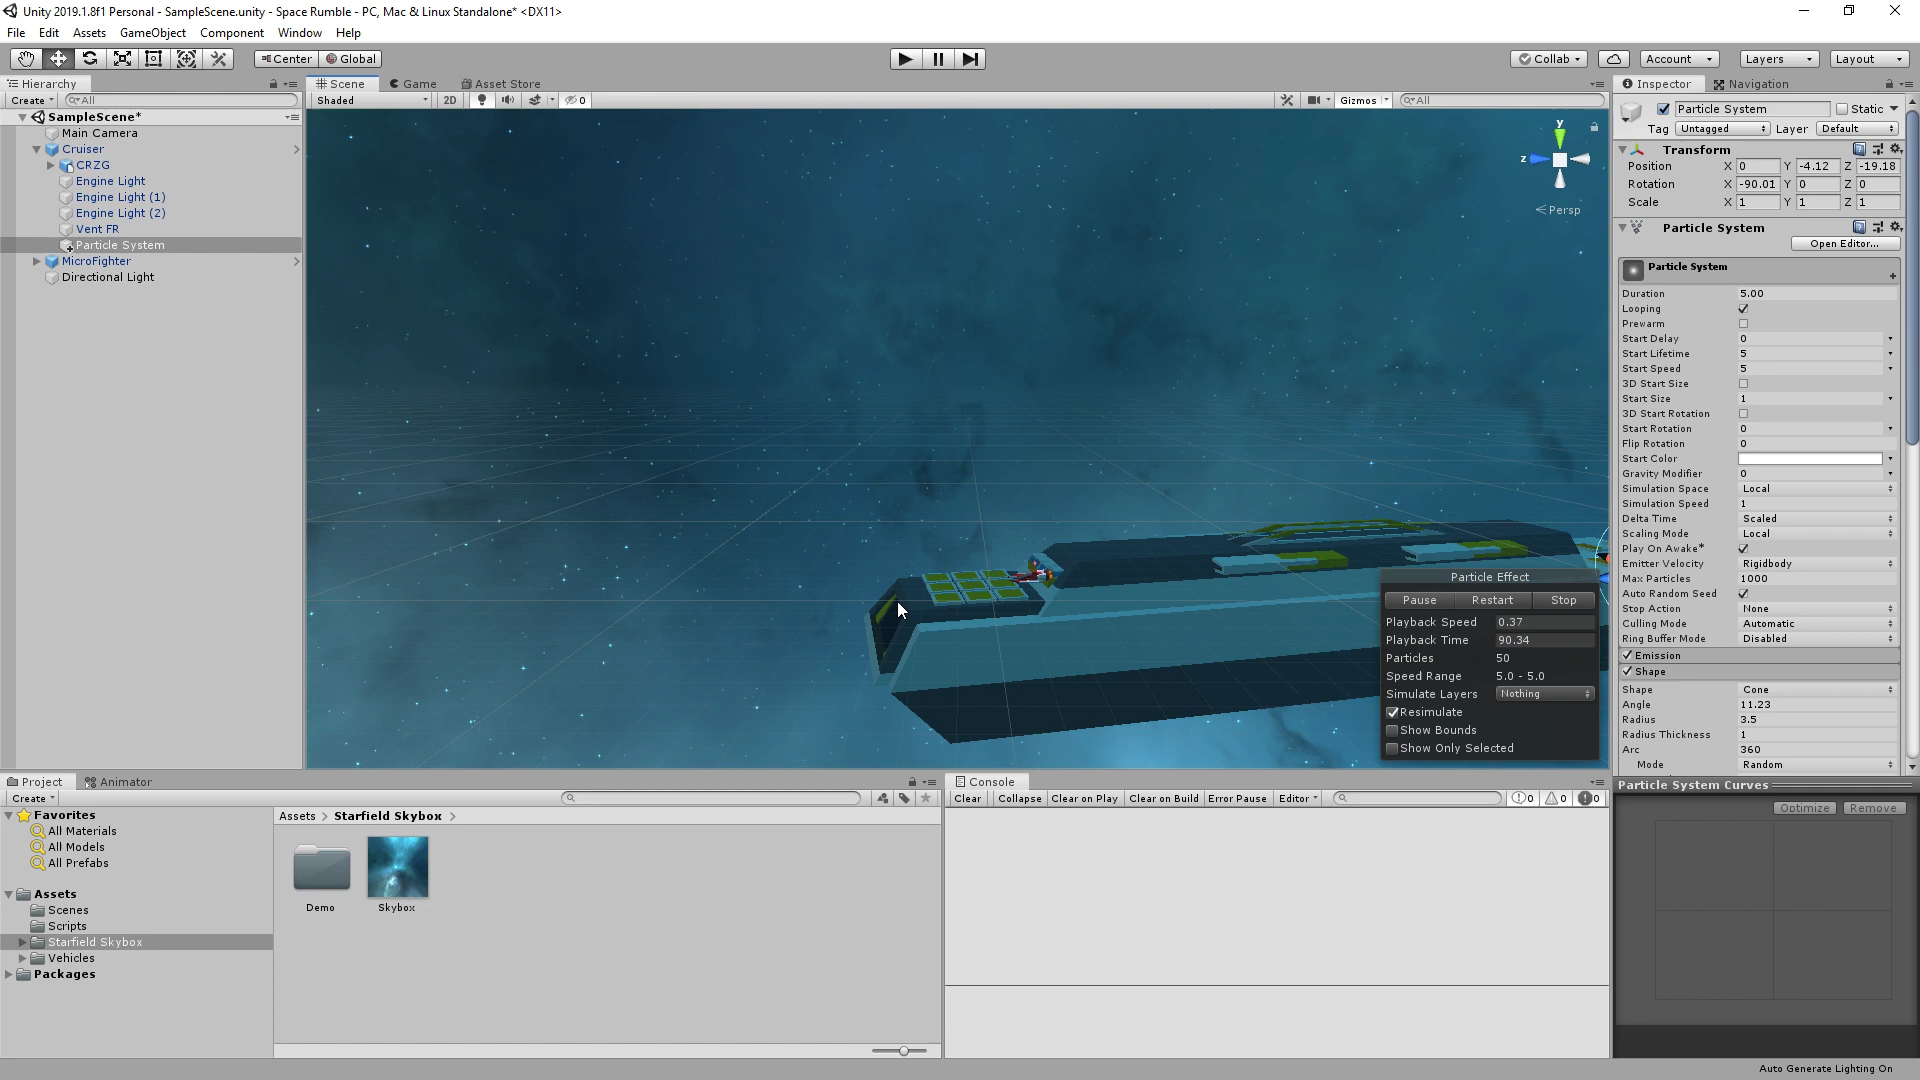 Unity 2019.1.8f1 Personal - SampleScene.unity - Space Rumble - PC, Mac & Linux Standalone* <DX11>
File Edit Assets GameObject Component Window Help
Center Global
Collab Account Layers Layout
Hierarchy
Create All
SampleScene*
Main Camera
Cruiser
CRZG
Engine Light
Engine Light (1)
Engine Light (2)
Vent FR
Particle System
MicroFighter
Directional Light
Scene Game Asset Store
Shaded 2D 0 Gizmos All
y
z
Persp
Particle Effect
Pause Restart Stop
Playback Speed 0.37
Playback Time 90.34
Particles 50
Speed Range 5.0 - 5.0
Simulate Layers Nothing
Resimulate
Show Bounds
Show Only Selected
Inspector Navigation
Particle System Static
Tag Untagged Layer Default
Transform
Position X 0 Y -4.12 Z -19.18
Rotation X -90.01 Y 0 Z 0
Scale X 1 Y 1 Z 1
Particle System
Open Editor...
Particle System
Duration 5.00
Looping
Prewarm
Start Delay 0
Start Lifetime 5
Start Speed 5
3D Start Size
Start Size 1
3D Start Rotation
Start Rotation 0
Flip Rotation 0
Start Color
Gravity Modifier 0
Simulation Space Local
Simulation Speed 1
Delta Time Scaled
Scaling Mode Local
Play On Awake*
Emitter Velocity Rigidbody
Max Particles 1000
Auto Random Seed
Stop Action None
Culling Mode Automatic
Ring Buffer Mode Disabled
Emission
Shape
Shape Cone
Angle 11.23
Radius 3.5
Radius Thickness 1
Arc 360
Mode Random
Particle System Curves
Optimize Remove
Project Animator
Create
Favorites
All Materials
All Models
All Prefabs
Assets
Scenes
Scripts
Starfield Skybox
Vehicles
Packages
Assets > Starfield Skybox >
Demo Skybox
Console
Clear Collapse Clear on Play Clear on Build Error Pause Editor 0 0 0
Auto Generate Lighting On